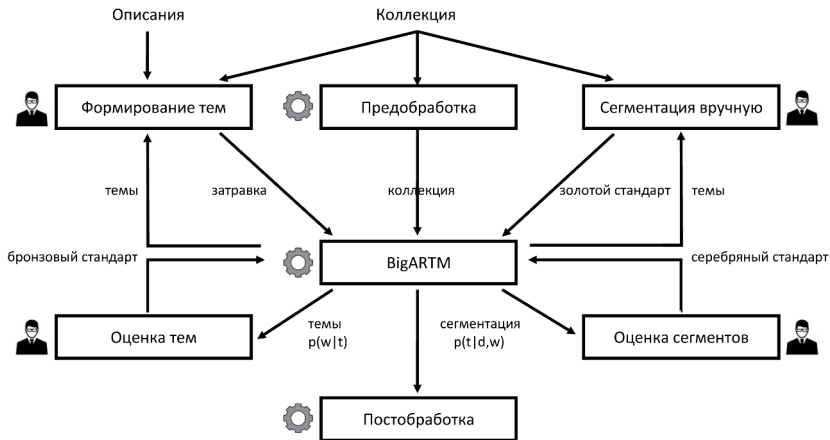 Описания
Коллекция
Формирование тем
Предобработка
Сегментация вручную
темы
затравка
коллекция
золотой стандарт
темы
бронзовый стандарт
BigARTM
серебряный стандарт
Оценка тем
темы
p(w|t)
сегментация
p(t|d,w)
Оценка сегментов
Постобработка